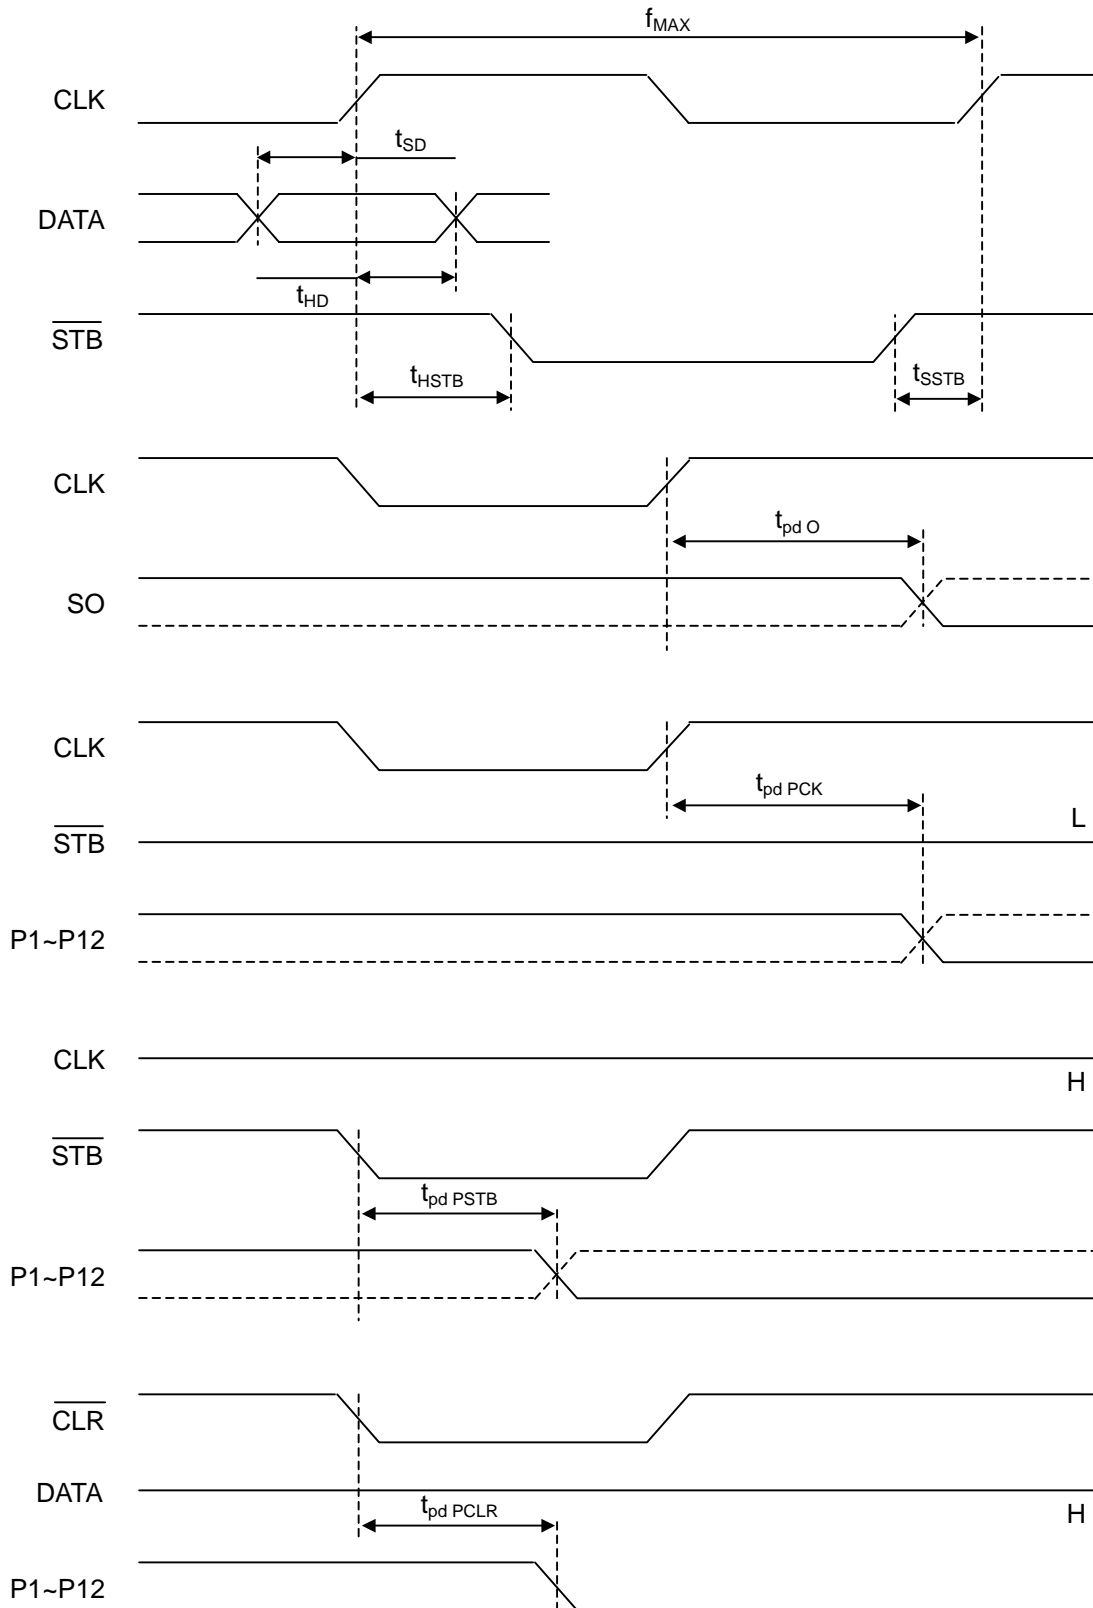 fMAX
CLK
tSD
DATA
tHD
STB
tHSTB
tSSTB
CLK
tpd O
SO
CLK
tpd PCK
L
STB
P1~P12
CLK
H
STB
tpd PSTB
P1~P12
CLR
DATA
H
tpd PCLR
P1~P12